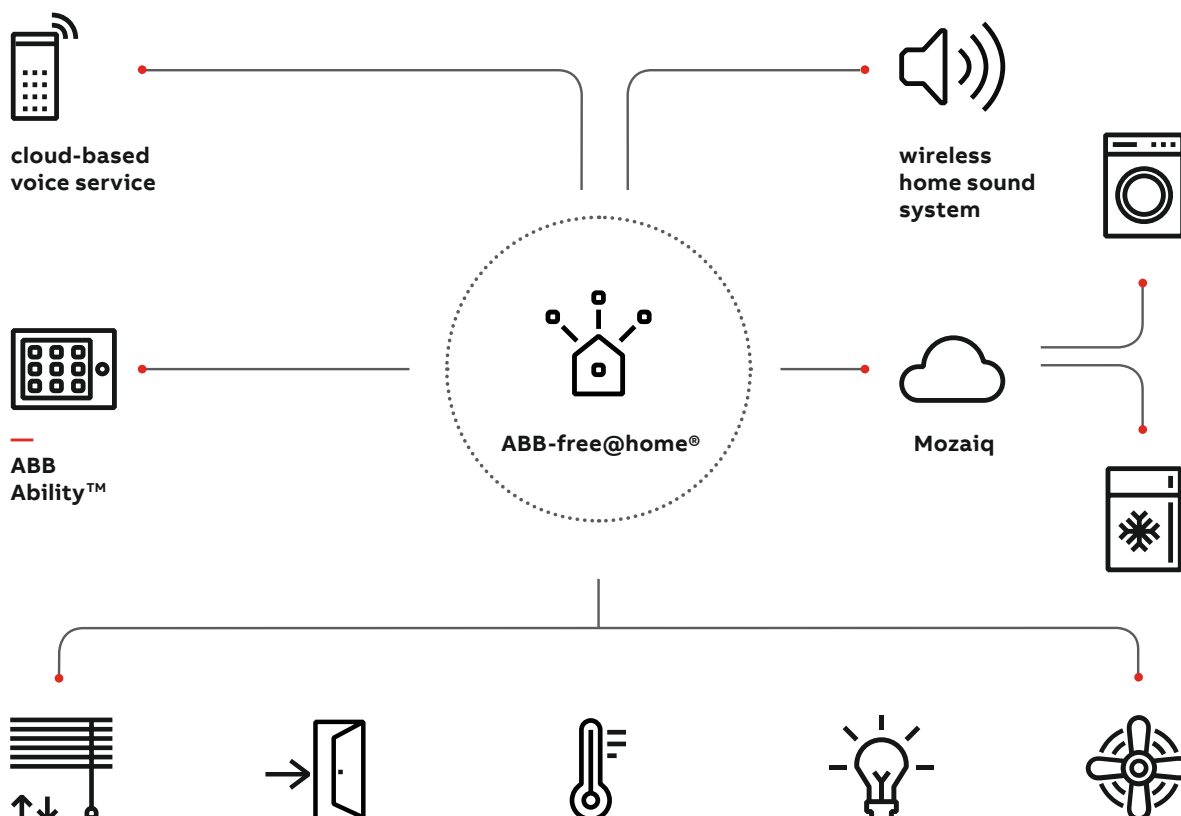 cloud-based
voice service
wireless
home sound
system
ABB-free@home®
Mozaiq
ABB
Ability™